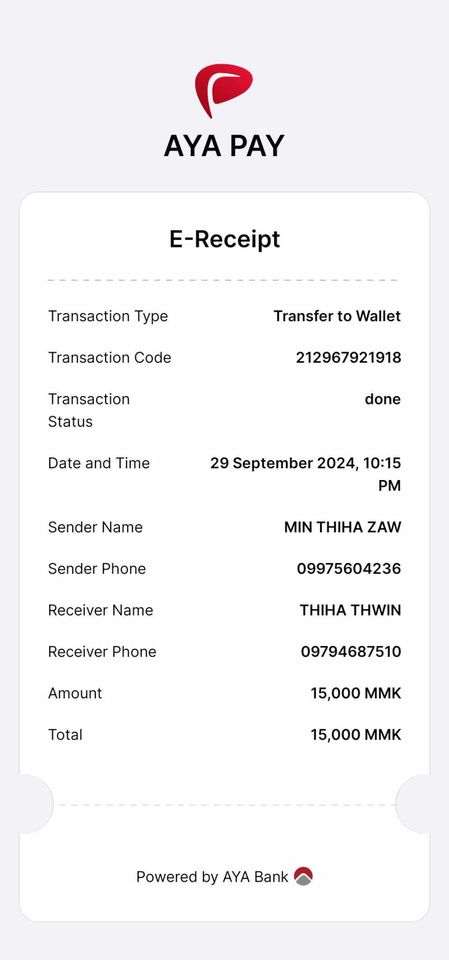 AYA PAY
E-Receipt
Transaction Type Transfer to Wallet
Transaction Code 212967921918
Transaction done
Status
Date and Time 29 September 2024, 10:15
PM
Sender Name MIN THIHA ZAW
Sender Phone 09975604236
Receiver Name THIHA THWIN
Receiver Phone 09794687510
Amount 15,000 MMK
Total 15,000 MMK
Powered by AYA Bank